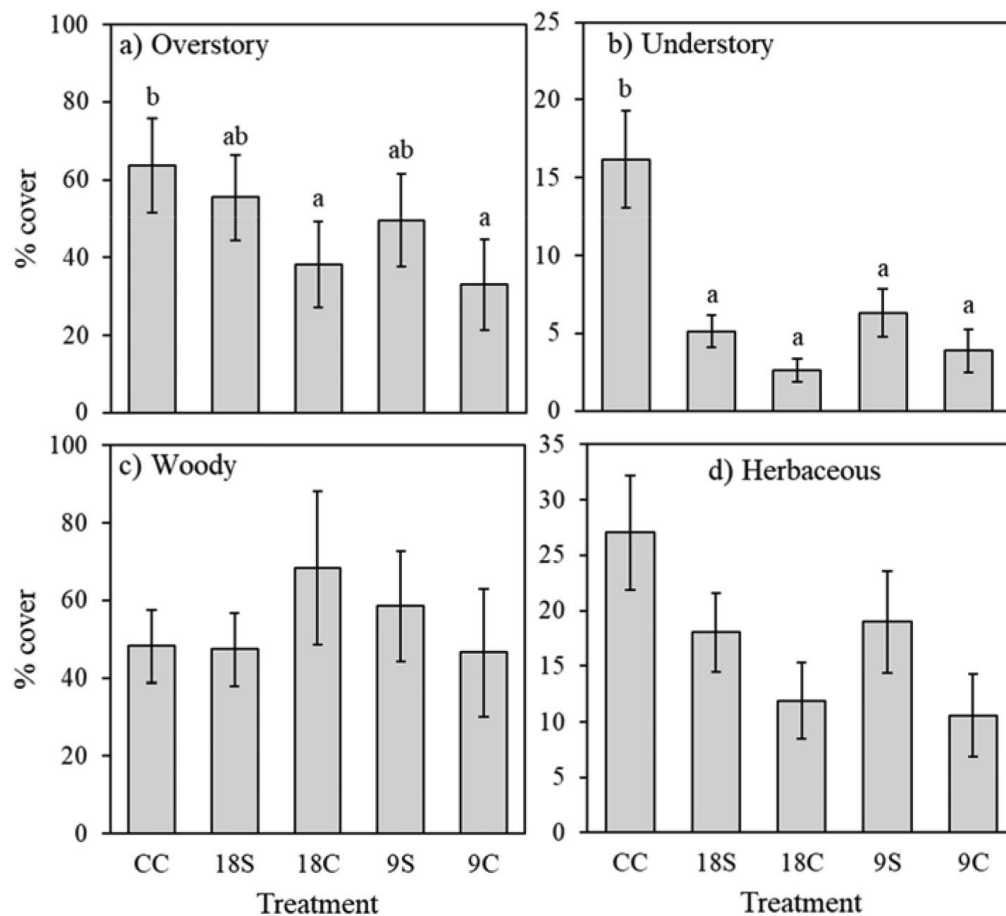 a) Overstory
% cover
100
80
60
40
20
0
b
ab
a
ab
a
b) Understory
25
20
15
10
5
0
b
a
a
a
a
c) Woody
% cover
100
80
60
40
20
0
CC 18S 18C 9S 9C
Treatment
d) Herbaceous
35
30
25
20
15
10
5
0
CC 18S 18C 9S 9C
Treatment